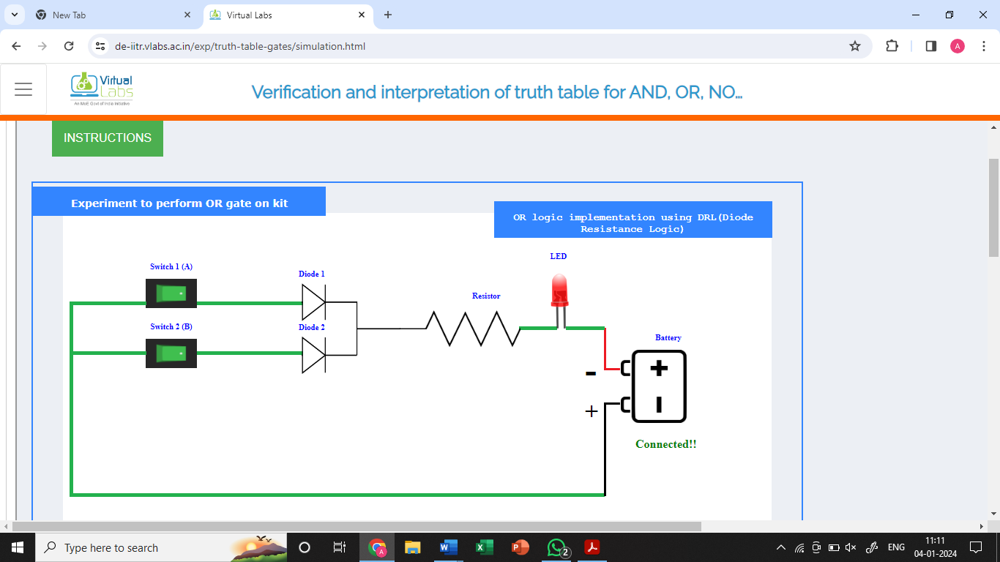 New Tab
Virtual Labs
de-iitr.vlabs.ac.in/exp/truth-table-gates/simulation.html
A
Virtual
Labs
An MoE Govt of India Initiative
Verification and interpretation of truth table for AND, OR, NO...
INSTRUCTIONS
Experiment to perform OR gate on kit
OR logic implementation using DRL(Diode
Resistance Logic)
LED
Switch 1 (A)
Diode 1
Resistor
Switch 2 (B)
Diode 2
Battery
-
+
+
-
Connected!!
Type here to search
A
W
X
P
2
ENG
11:11
04-01-2024